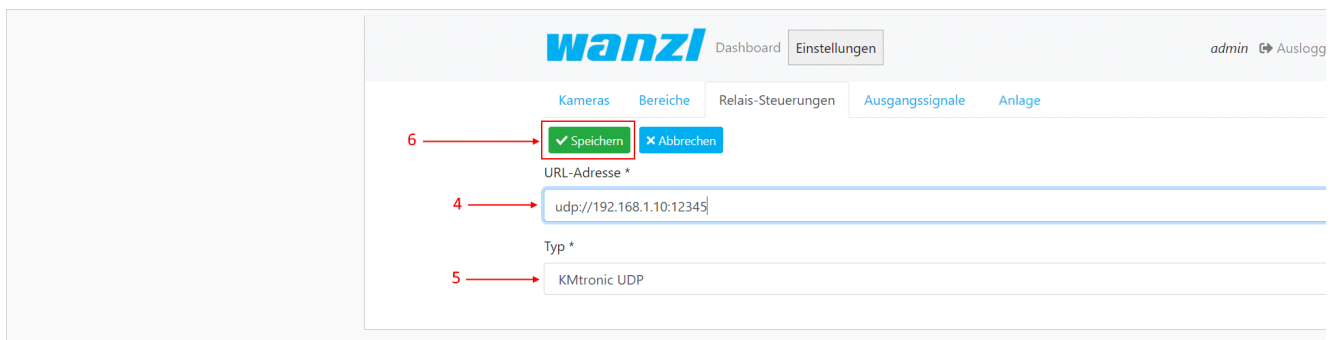 wanzl Dashboard Einstellungen admin Auslogg
Kameras Bereiche Relais-Steuerungen Ausgangssignale Anlage
6 Speichern Abbrechen
URL-Adresse *
4 udp://192.168.1.10:12345
Typ *
5 KMtronic UDP